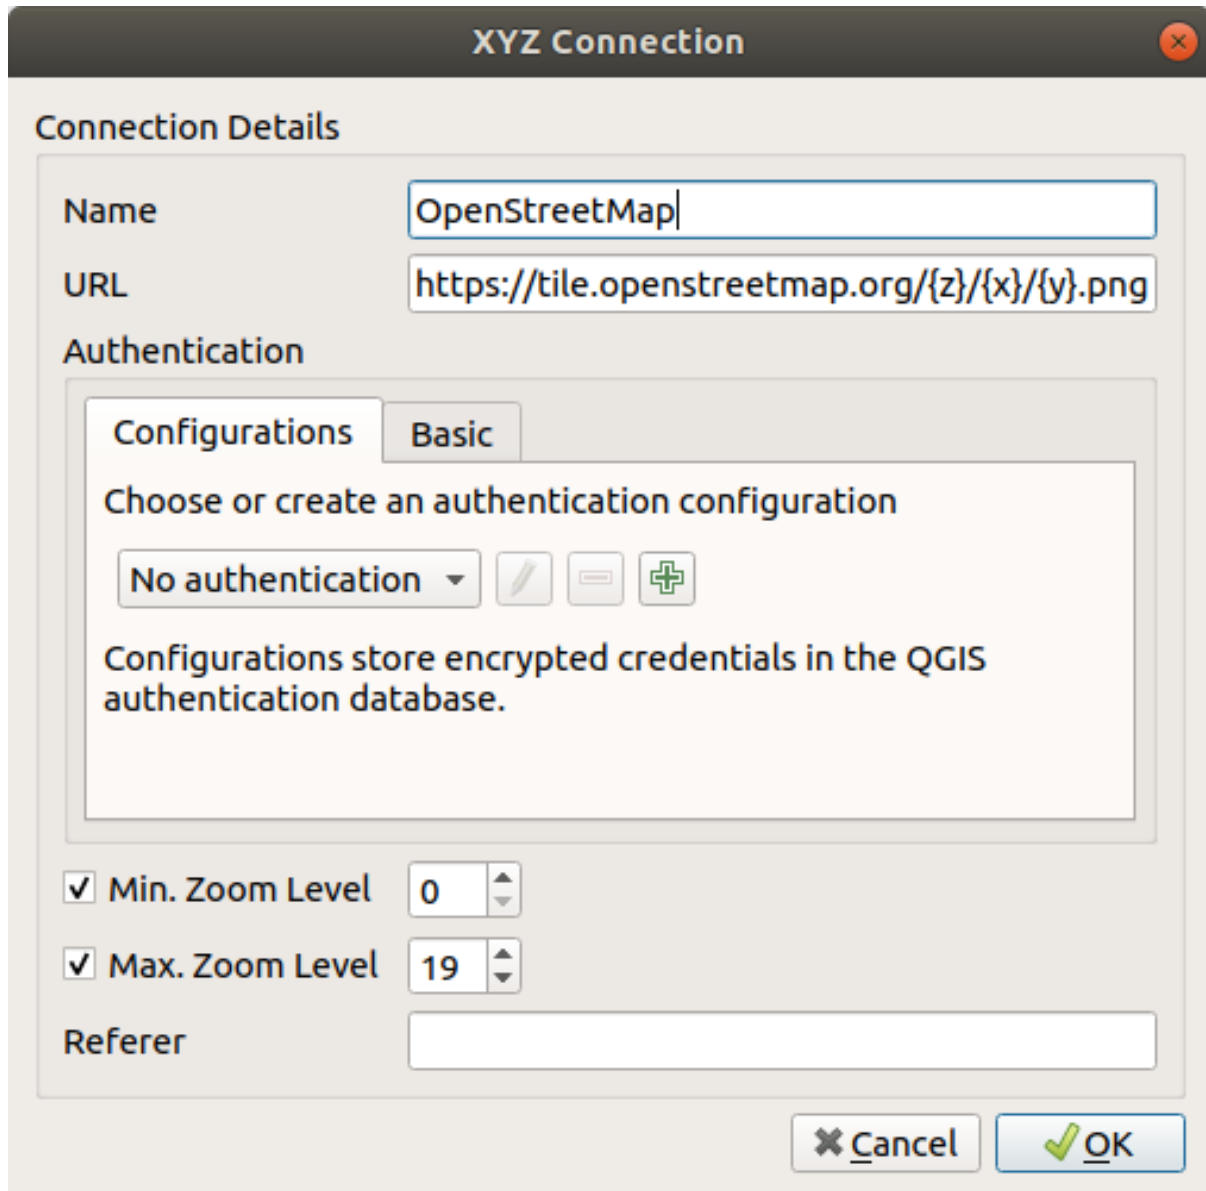 XYZ Connection
Connection Details
Name OpenStreetMap
URL https://tile.openstreetmap.org/{z}/{x}/{y}.png
Authentication
Configurations Basic
Choose or create an authentication configuration
No authentication
Configurations store encrypted credentials in the QGIS
authentication database.
Min. Zoom Level 0
Max. Zoom Level 19
Referer
Cancel OK